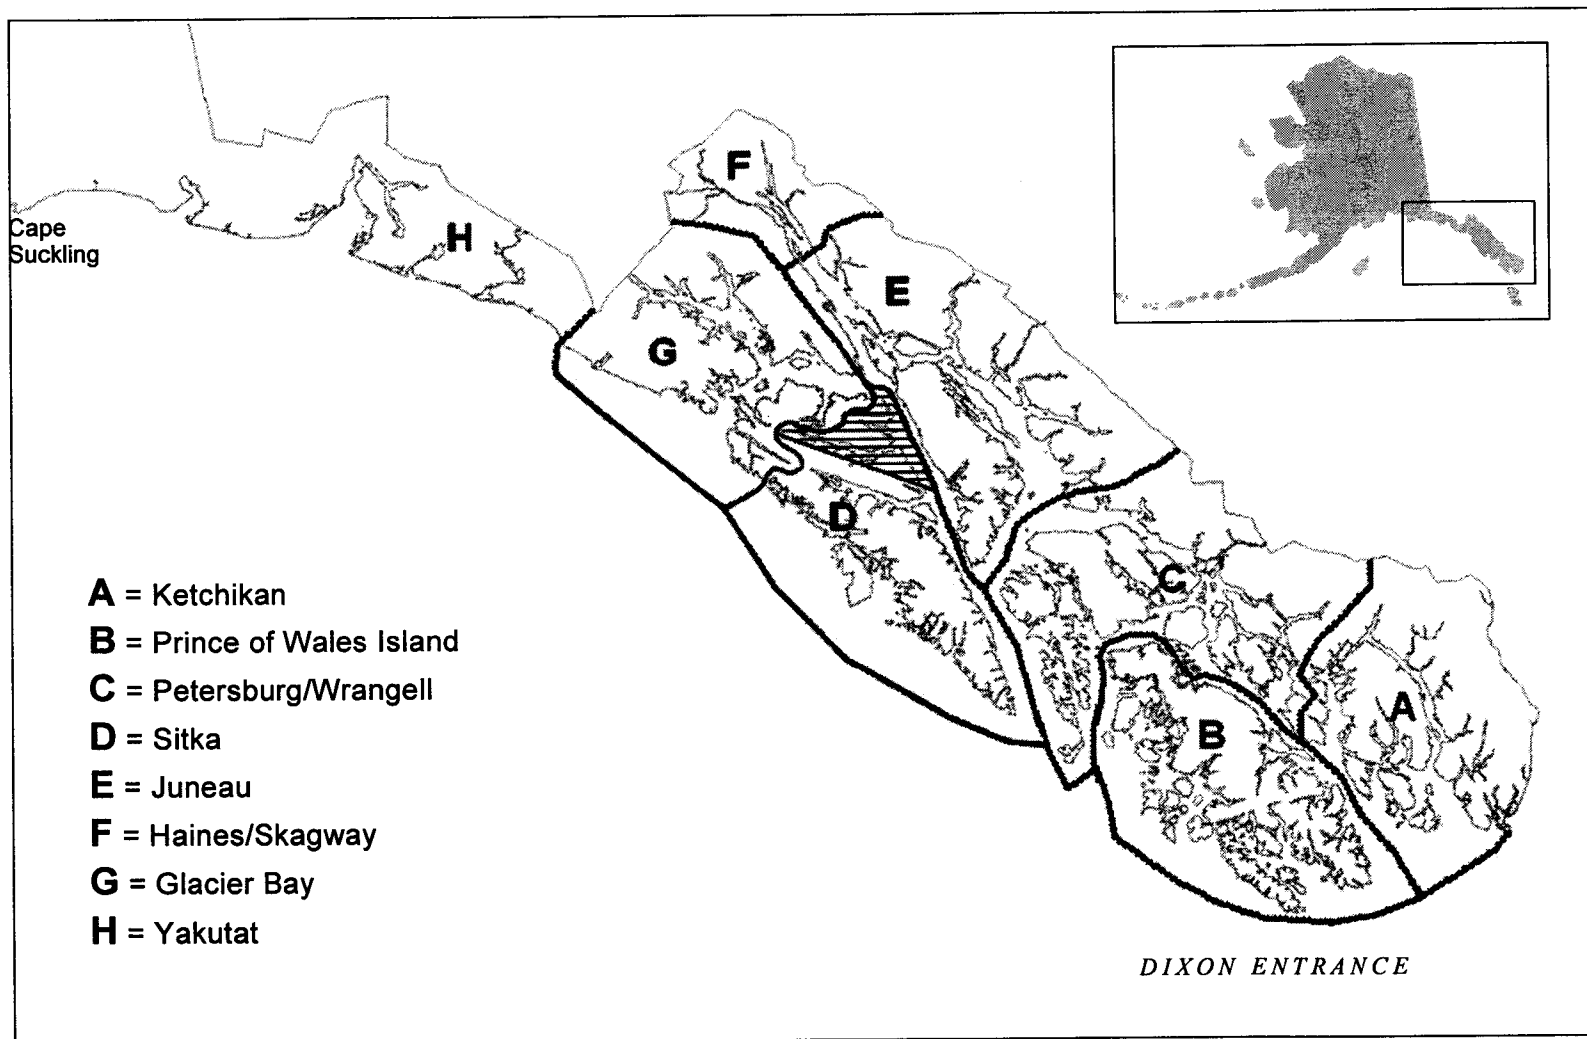 F
H
E
Cape
Suckling
G
D
C
A = Ketchikan
B = Prince of Wales Island
C = Petersburg/Wrangell
A
B
D = Sitka
E = Juneau
F = Haines/Skagway
G = Glacier Bay
H = Yakutat
DIXON ENTRANCE